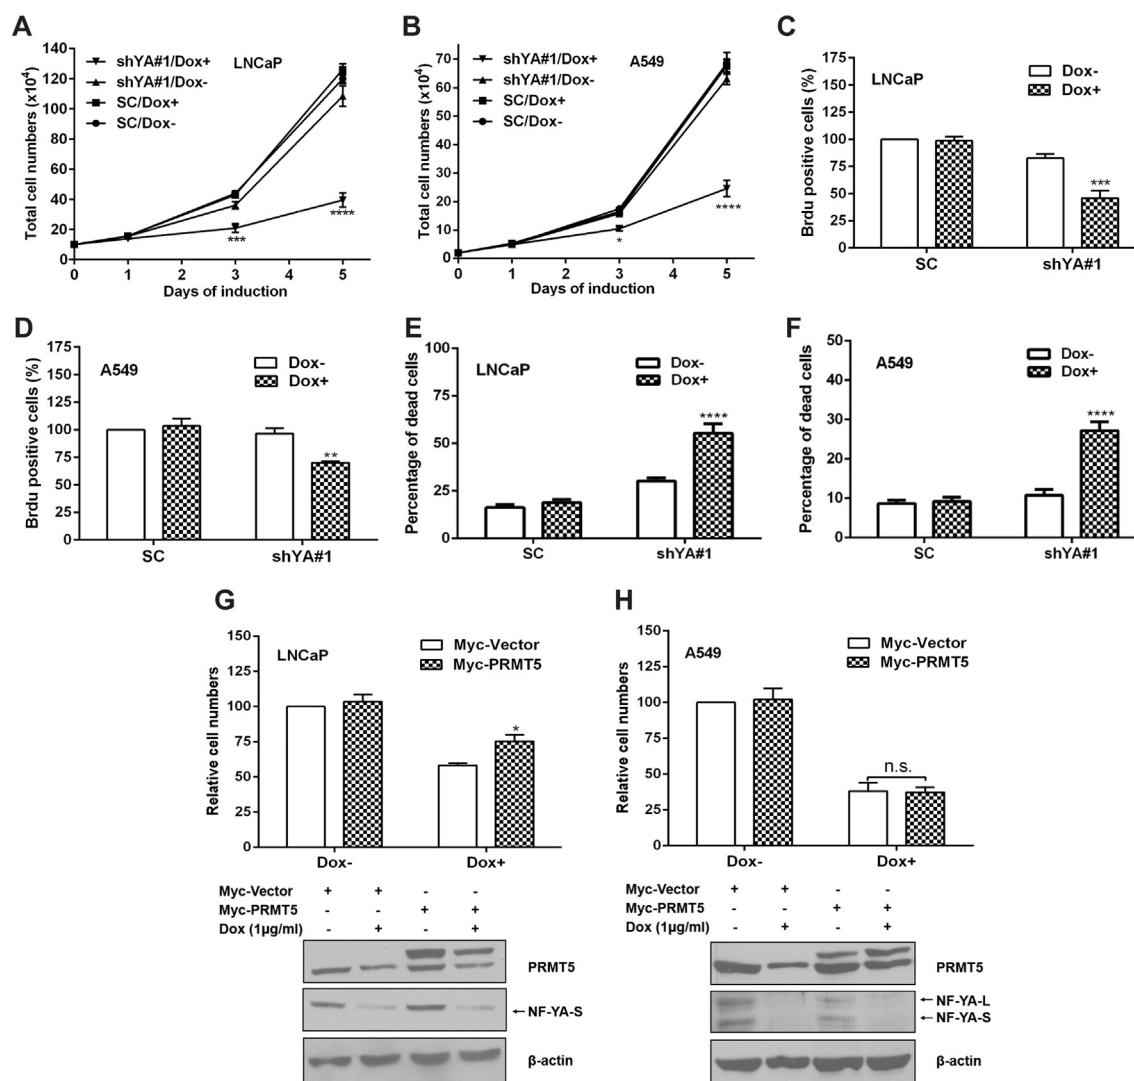 A
LNCaP
shYA#1/Dox+
shYA#1/Dox-
SC/Dox+
SC/Dox-
Total cell numbers (x10⁴)
140
120
100
80
60
40
20
0
***
****
0 1 2 3 4 5
Days of induction
B
A549
shYA#1/Dox+
shYA#1/Dox-
SC/Dox+
SC/Dox-
Total cell numbers (x10⁴)
70
60
50
40
30
20
10
0
*
****
0 1 2 3 4 5
Days of induction
C
LNCaP
Dox-
Dox+
Brdu positive cells (%)
175
150
125
100
75
50
25
0
***
SC shYA#1
D
A549
Dox-
Dox+
Brdu positive cells (%)
175
150
125
100
75
50
25
0
**
SC shYA#1
E
LNCaP
Dox-
Dox+
Percentage of dead cells
100
75
50
25
0
****
SC shYA#1
F
A549
Dox-
Dox+
Percentage of dead cells
50
40
30
20
10
0
****
SC shYA#1
G
LNCaP
Myc-Vector
Myc-PRMT5
Relative cell numbers
150
125
100
75
50
25
0
*
Dox- Dox+
Myc-Vector + + - -
Myc-PRMT5 - - + +
Dox (1µg/ml) - + - +
PRMT5
←NF-YA-S
β-actin
H
A549
Myc-Vector
Myc-PRMT5
Relative cell numbers
150
125
100
75
50
25
0
n.s.
Dox- Dox+
Myc-Vector + + - -
Myc-PRMT5 - - + +
Dox (1µg/ml) - + - +
PRMT5
←NF-YA-L
←NF-YA-S
β-actin